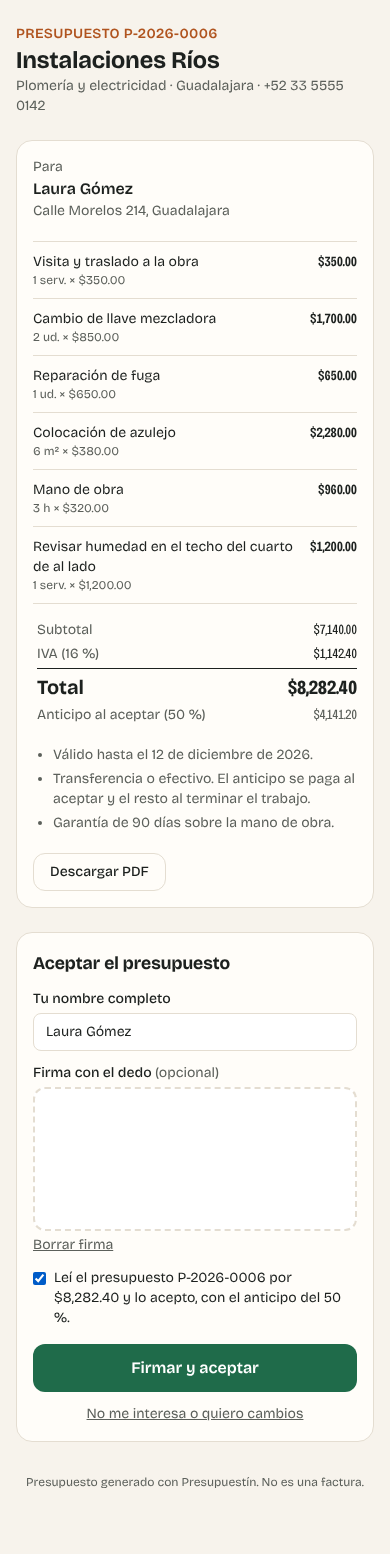 PRESUPUESTO P-2026-0006
Instalaciones Ríos
Plomería y electricidad · Guadalajara · +52 33 5555
0142
Para
Laura Gómez
Calle Morelos 214, Guadalajara
Visita y traslado a la obra $350.00
1 serv. × $350.00
Cambio de llave mezcladora $1,700.00
2 ud. × $850.00
Reparación de fuga $650.00
1 ud. × $650.00
Colocación de azulejo $2,280.00
6 m² × $380.00
Mano de obra $960.00
3 h × $320.00
Revisar humedad en el techo del cuarto $1,200.00
de al lado
1 serv. × $1,200.00
Subtotal $7,140.00
IVA (16 %) $1,142.40
Total $8,282.40
Anticipo al aceptar (50 %) $4,141.20
• Válido hasta el 12 de diciembre de 2026.
• Transferencia o efectivo. El anticipo se paga al
aceptar y el resto al terminar el trabajo.
• Garantía de 90 días sobre la mano de obra.
Descargar PDF
Aceptar el presupuesto
Tu nombre completo
Laura Gómez
Firma con el dedo (opcional)
Borrar firma
Leí el presupuesto P-2026-0006 por
$8,282.40 y lo acepto, con el anticipo del 50
%.
Firmar y aceptar
No me interesa o quiero cambios
Presupuesto generado con Presupuestín. No es una factura.